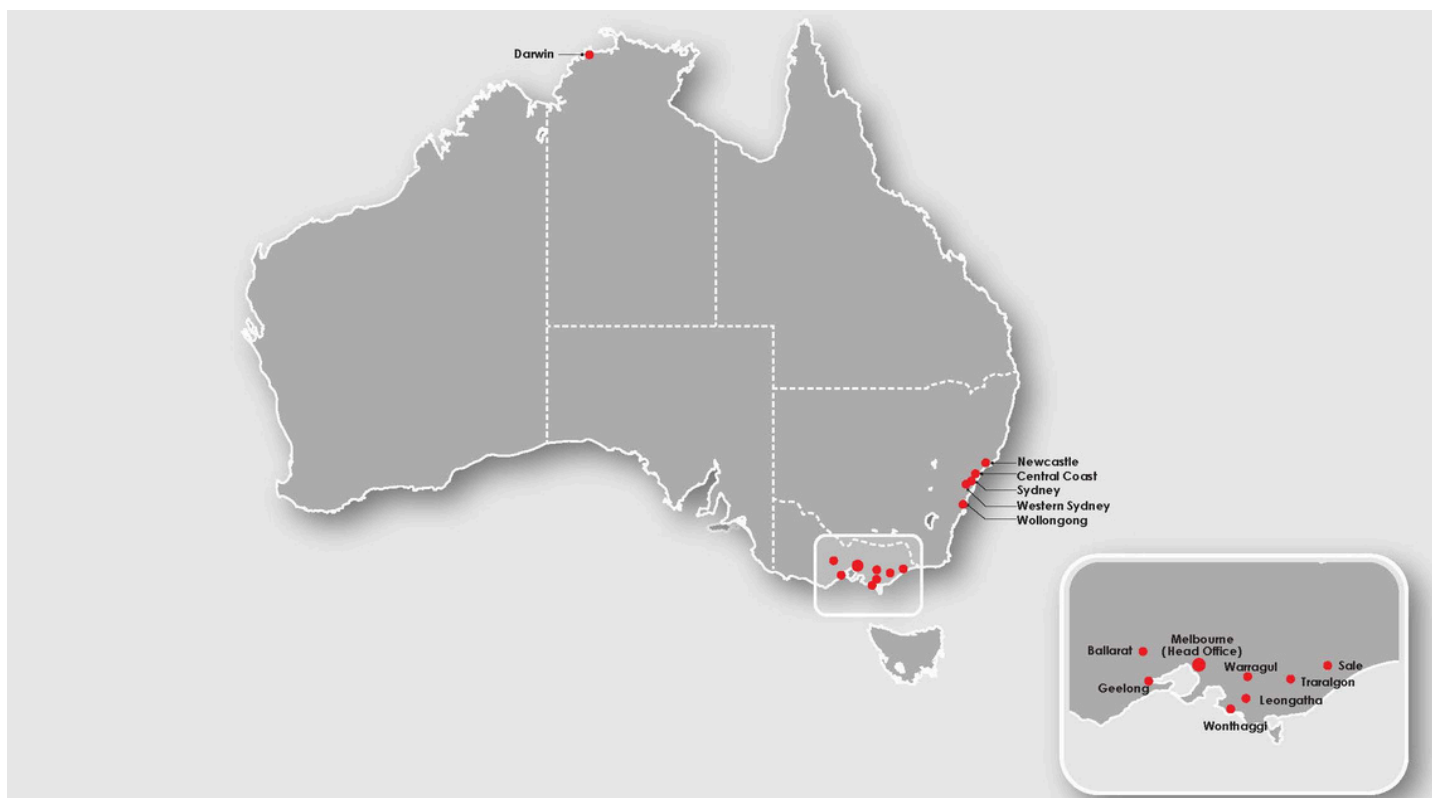 Darwin
Newcastle
Central Coast
Sydney
Western Sydney
Wollongong
Melbourne
(Head Office)
Ballarat
Warragul
Sale
Geelong
Traralgon
Leongatha
Wonthaggi